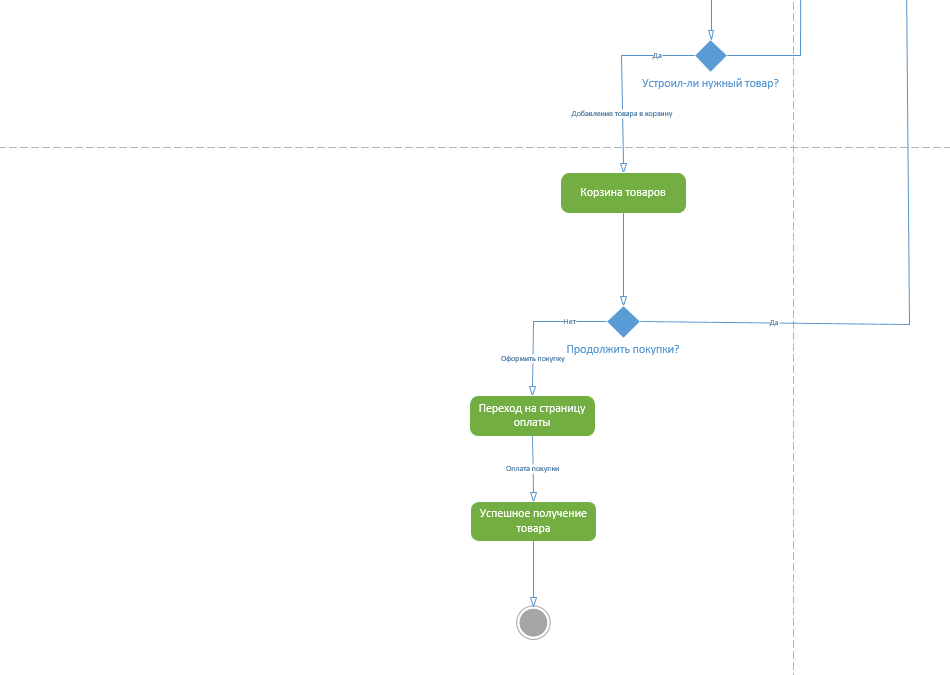 Да
Устроил-ли нужный товар?
Добавление товара в корзину
Корзина товаров
Нет
Да
Продолжить покупки?
Оформить покупку
Переход на страницу
оплаты
Оплата покупки
Успешное получение
товара